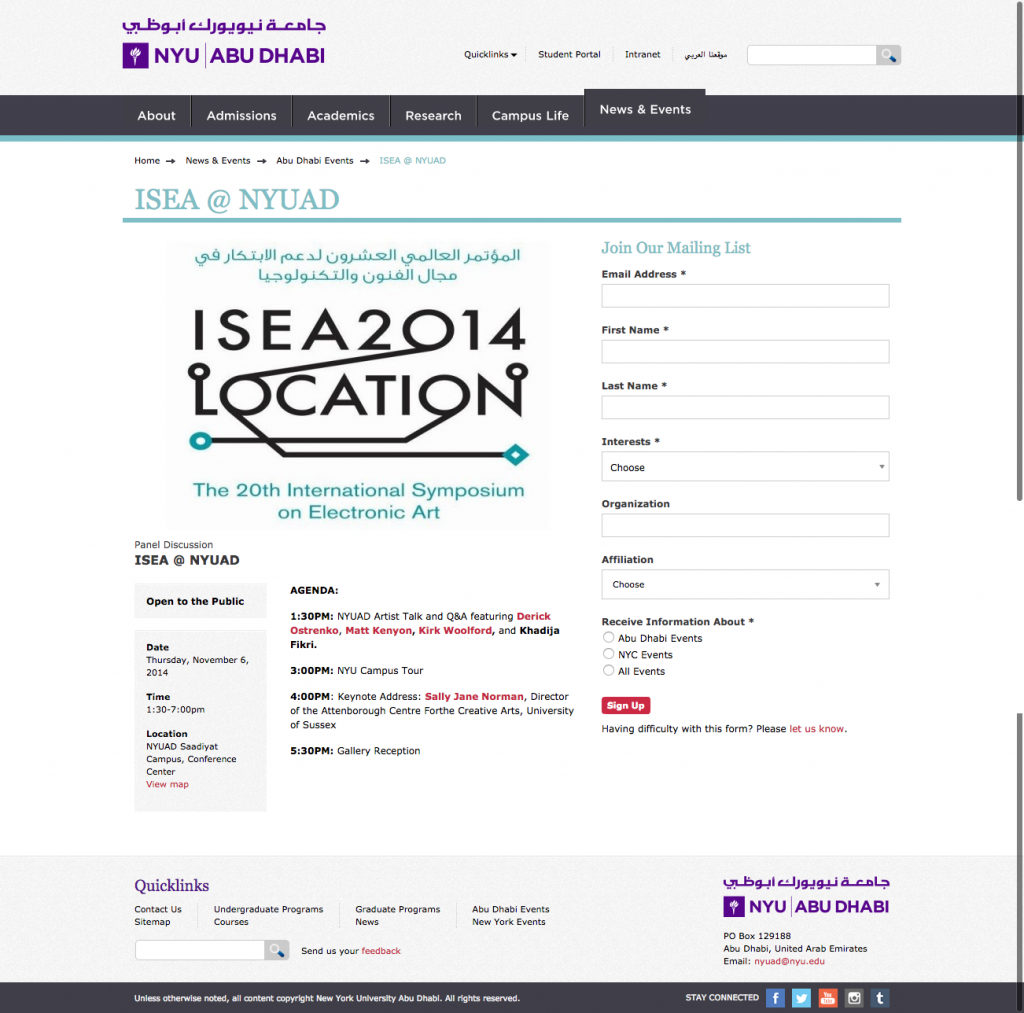 جامعة نيويورك أبوظبي
NYU ABU DHABI
Quicklinks
Student Portal
Intranet
موقعنا العربي
About
Admissions
Academics
Research
Campus Life
News & Events
Home → News & Events → Abu Dhabi Events → ISEA @ NYUAD
ISEA @ NYUAD
المؤتمر العالمي العشرون لدعم الابتكار في
مجال الفنون والتكنولوجيا
ISEA2014
LOCATION
The 20th International Symposium
on Electronic Art
Panel Discussion
ISEA @ NYUAD
Open to the Public
Date
Thursday, November 6,
2014
Time
1:30-7:00pm
Location
NYUAD Saadiyat
Campus, Conference
Center
View map
AGENDA:
1:30PM: NYUAD Artist Talk and Q&A featuring Derick
Ostrenko, Matt Kenyon, Kirk Woolford, and Khadija
Fikri.
3:00PM: NYU Campus Tour
4:00PM: Keynote Address: Sally Jane Norman, Director
of the Attenborough Centre Forthe Creative Arts, University
of Sussex
5:30PM: Gallery Reception
Join Our Mailing List
Email Address *
First Name *
Last Name *
Interests *
Choose
Organization
Affiliation
Choose
Receive Information About *
Abu Dhabi Events
NYC Events
All Events
Sign Up
Having difficulty with this form? Please let us know.
Quicklinks
Contact Us
Sitemap
Undergraduate Programs
Courses
Graduate Programs
News
Abu Dhabi Events
New York Events
Send us your feedback
جامعة نيويورك أبوظبي
NYU ABU DHABI
PO Box 129188
Abu Dhabi, United Arab Emirates
Email: nyuad@nyu.edu
Unless otherwise noted, all content copyright New York University Abu Dhabi. All rights reserved.
STAY CONNECTED
f
You Tube
t